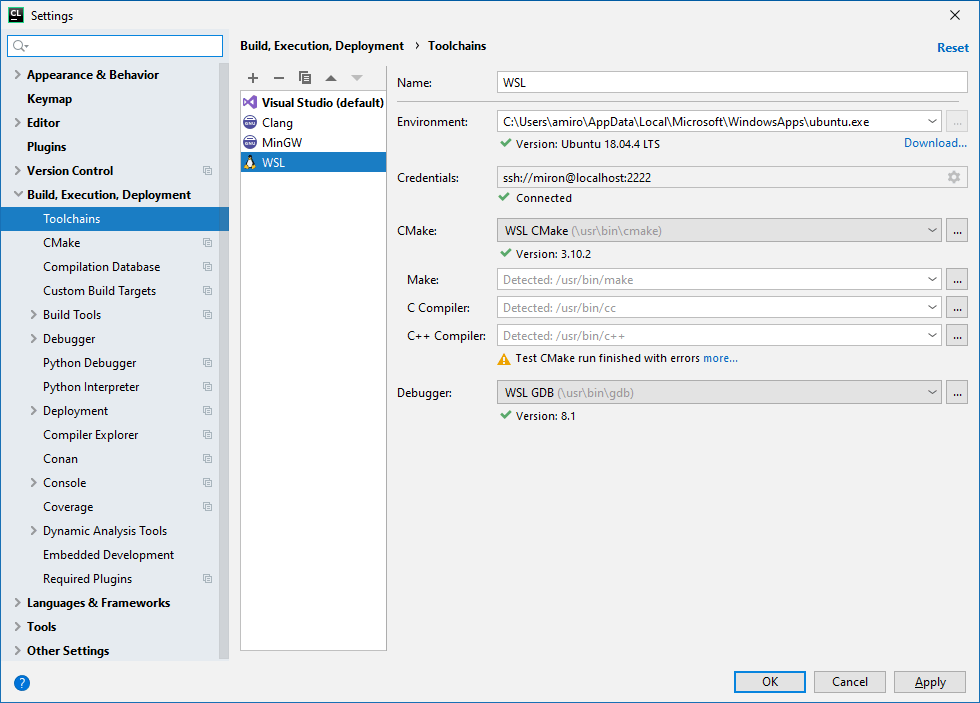 CL Settings
Build, Execution, Deployment › Toolchains
Reset
Appearance & Behavior
Keymap
Editor
Plugins
Version Control
Build, Execution, Deployment
Toolchains
CMake
Compilation Database
Custom Build Targets
Build Tools
Debugger
Python Debugger
Python Interpreter
Deployment
Compiler Explorer
Conan
Console
Coverage
Dynamic Analysis Tools
Embedded Development
Required Plugins
Languages & Frameworks
Tools
Other Settings
Visual Studio (default)
GNU Clang
GNU MinGW
WSL
Name: WSL
Environment: C:\Users\amiro\AppData\Local\Microsoft\WindowsApps\ubuntu.exe ...
Version: Ubuntu 18.04.4 LTS Download...
Credentials: ssh://miron@localhost:2222
Connected
CMake: WSL CMake (\usr\bin\cmake) ...
Version: 3.10.2
Make: Detected: /usr/bin/make ...
C Compiler: Detected: /usr/bin/cc ...
C++ Compiler: Detected: /usr/bin/c++ ...
Test CMake run finished with errors more...
Debugger: WSL GDB (\usr\bin\gdb) ...
Version: 8.1
? OK Cancel Apply